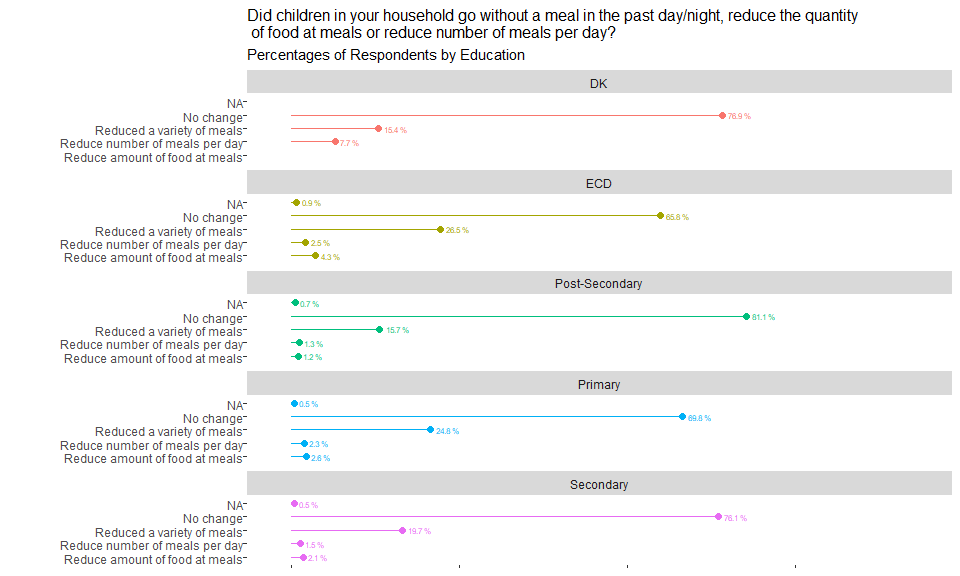 Did children in your household go without a meal in the past day/night, reduce the quantity
of food at meals or reduce number of meals per day?
Percentages of Respondents by Education
DK
NA
No change 76.9 %
Reduced a variety of meals 15.4 %
Reduce number of meals per day 7.7 %
Reduce amount of food at meals
ECD
NA 0.9 %
No change 65.8 %
Reduced a variety of meals 26.5 %
Reduce number of meals per day 2.5 %
Reduce amount of food at meals 4.3 %
Post-Secondary
NA 0.7 %
No change 81.1 %
Reduced a variety of meals 15.7 %
Reduce number of meals per day 1.3 %
Reduce amount of food at meals 1.2 %
Primary
NA 0.5 %
No change 69.8 %
Reduced a variety of meals 24.8 %
Reduce number of meals per day 2.3 %
Reduce amount of food at meals 2.6 %
Secondary
NA 0.5 %
No change 76.1 %
Reduced a variety of meals 19.7 %
Reduce number of meals per day 1.5 %
Reduce amount of food at meals 2.1 %